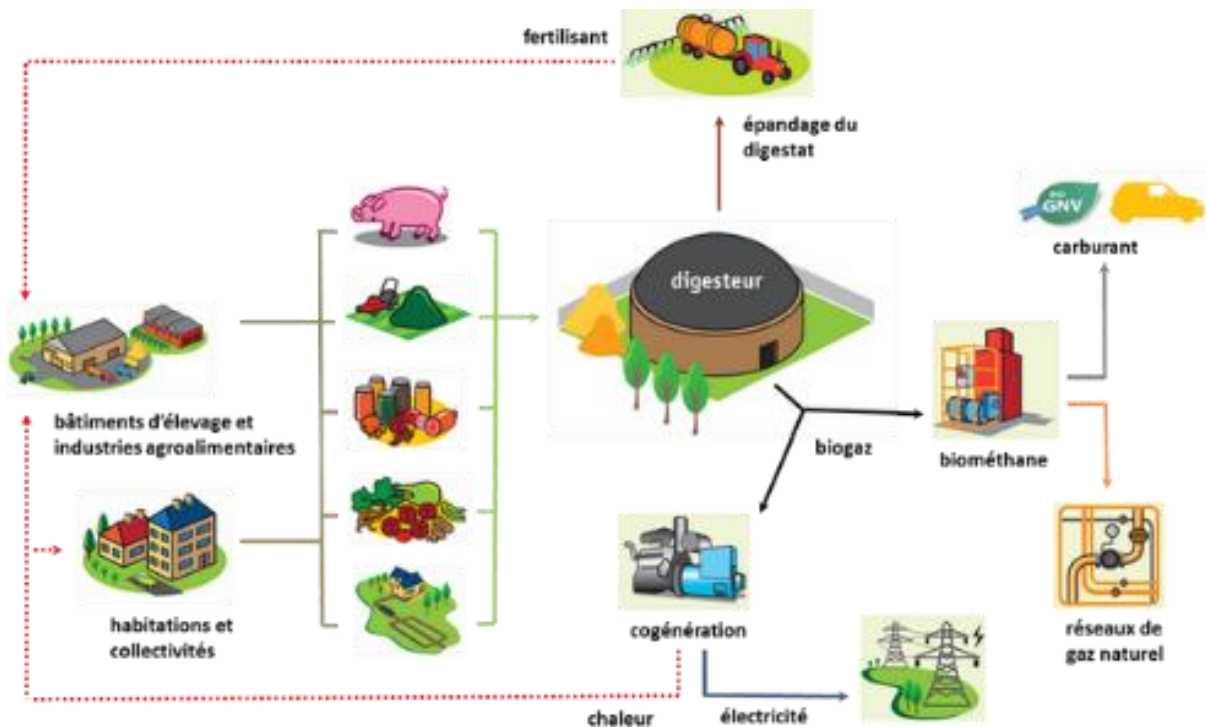 fertilisant
épandage du
digestat
GNV
carburant
digesteur
bâtiments d'élevage et
industries agroalimentaires
biogaz
biométhane
habitations et
collectivités
cogénération
réseaux de
gaz naturel
chaleur
électricité